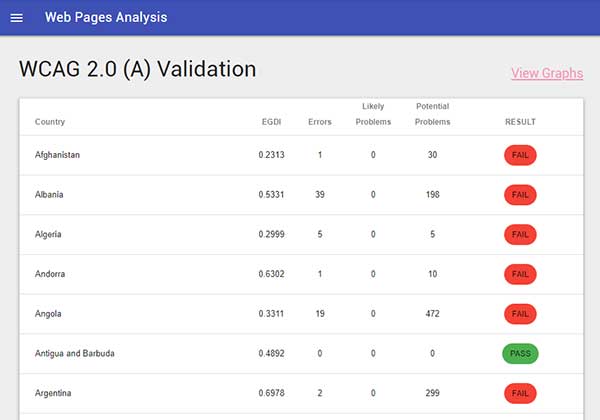 Web Pages Analysis
WCAG 2.0 (A) Validation
View Graphs
Country EGDI Errors Likely Problems Potential Problems RESULT
Afghanistan 0.2313 1 0 30 FAIL
Albania 0.5331 39 0 198 FAIL
Algeria 0.2999 5 0 5 FAIL
Andorra 0.6302 1 0 10 FAIL
Angola 0.3311 19 0 472 FAIL
Antigua and Barbuda 0.4892 0 0 0 PASS
Argentina 0.6978 2 0 299 FAIL